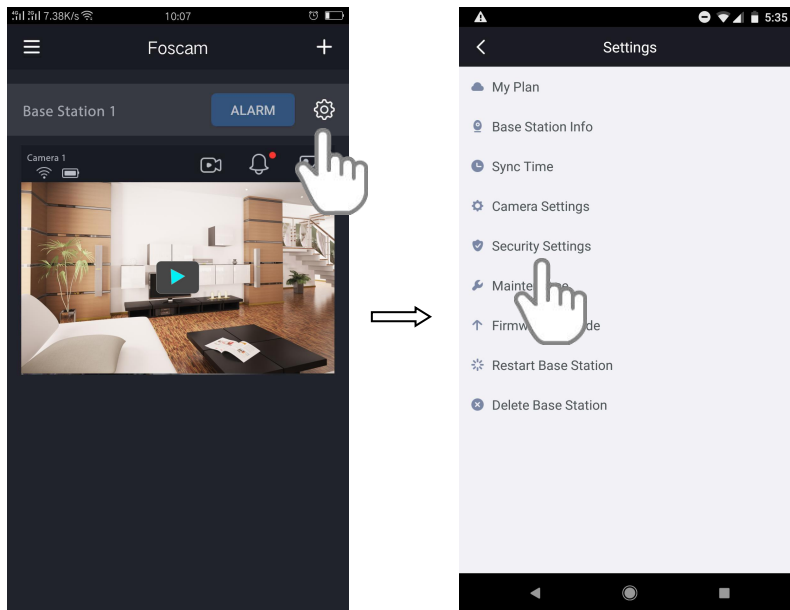 7.38K/s
10:07
Foscam
Base Station 1
ALARM
Camera 1
5:35
Settings
My Plan
Base Station Info
Sync Time
Camera Settings
Security Settings
Restart Base Station
Delete Base Station